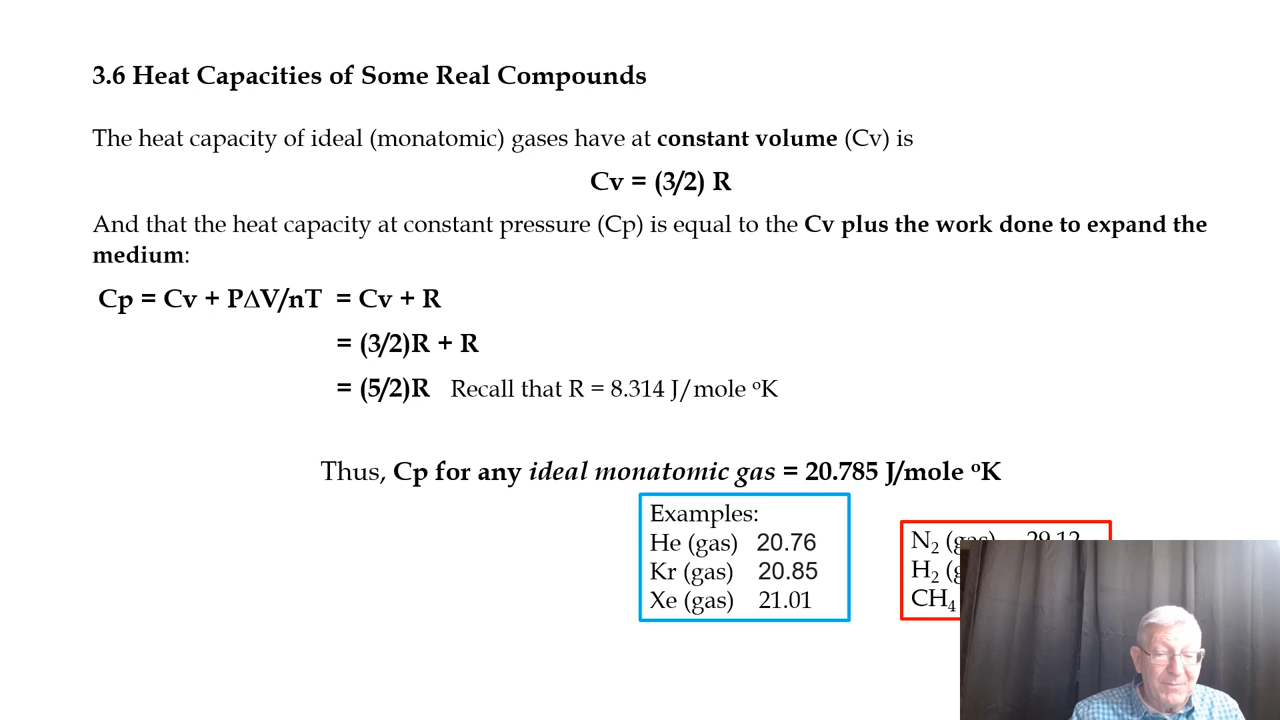 3.6 Heat Capacities of Some Real Compounds
The heat capacity of ideal (monatomic) gases have at constant volume (Cv) is
Cv = (3/2) R
And that the heat capacity at constant pressure (Cp) is equal to the Cv plus the work done to expand the
medium:
Cp = Cv + PΔV/nT = Cv + R
= (3/2)R + R
= (5/2)R Recall that R = 8.314 J/mole ᵒK
Thus, Cp for any ideal monatomic gas = 20.785 J/mole ᵒK
Examples:
He (gas) 20.76
Kr (gas) 20.85
Xe (gas) 21.01
N₂ (gas) 29.12
H₂
CH₄